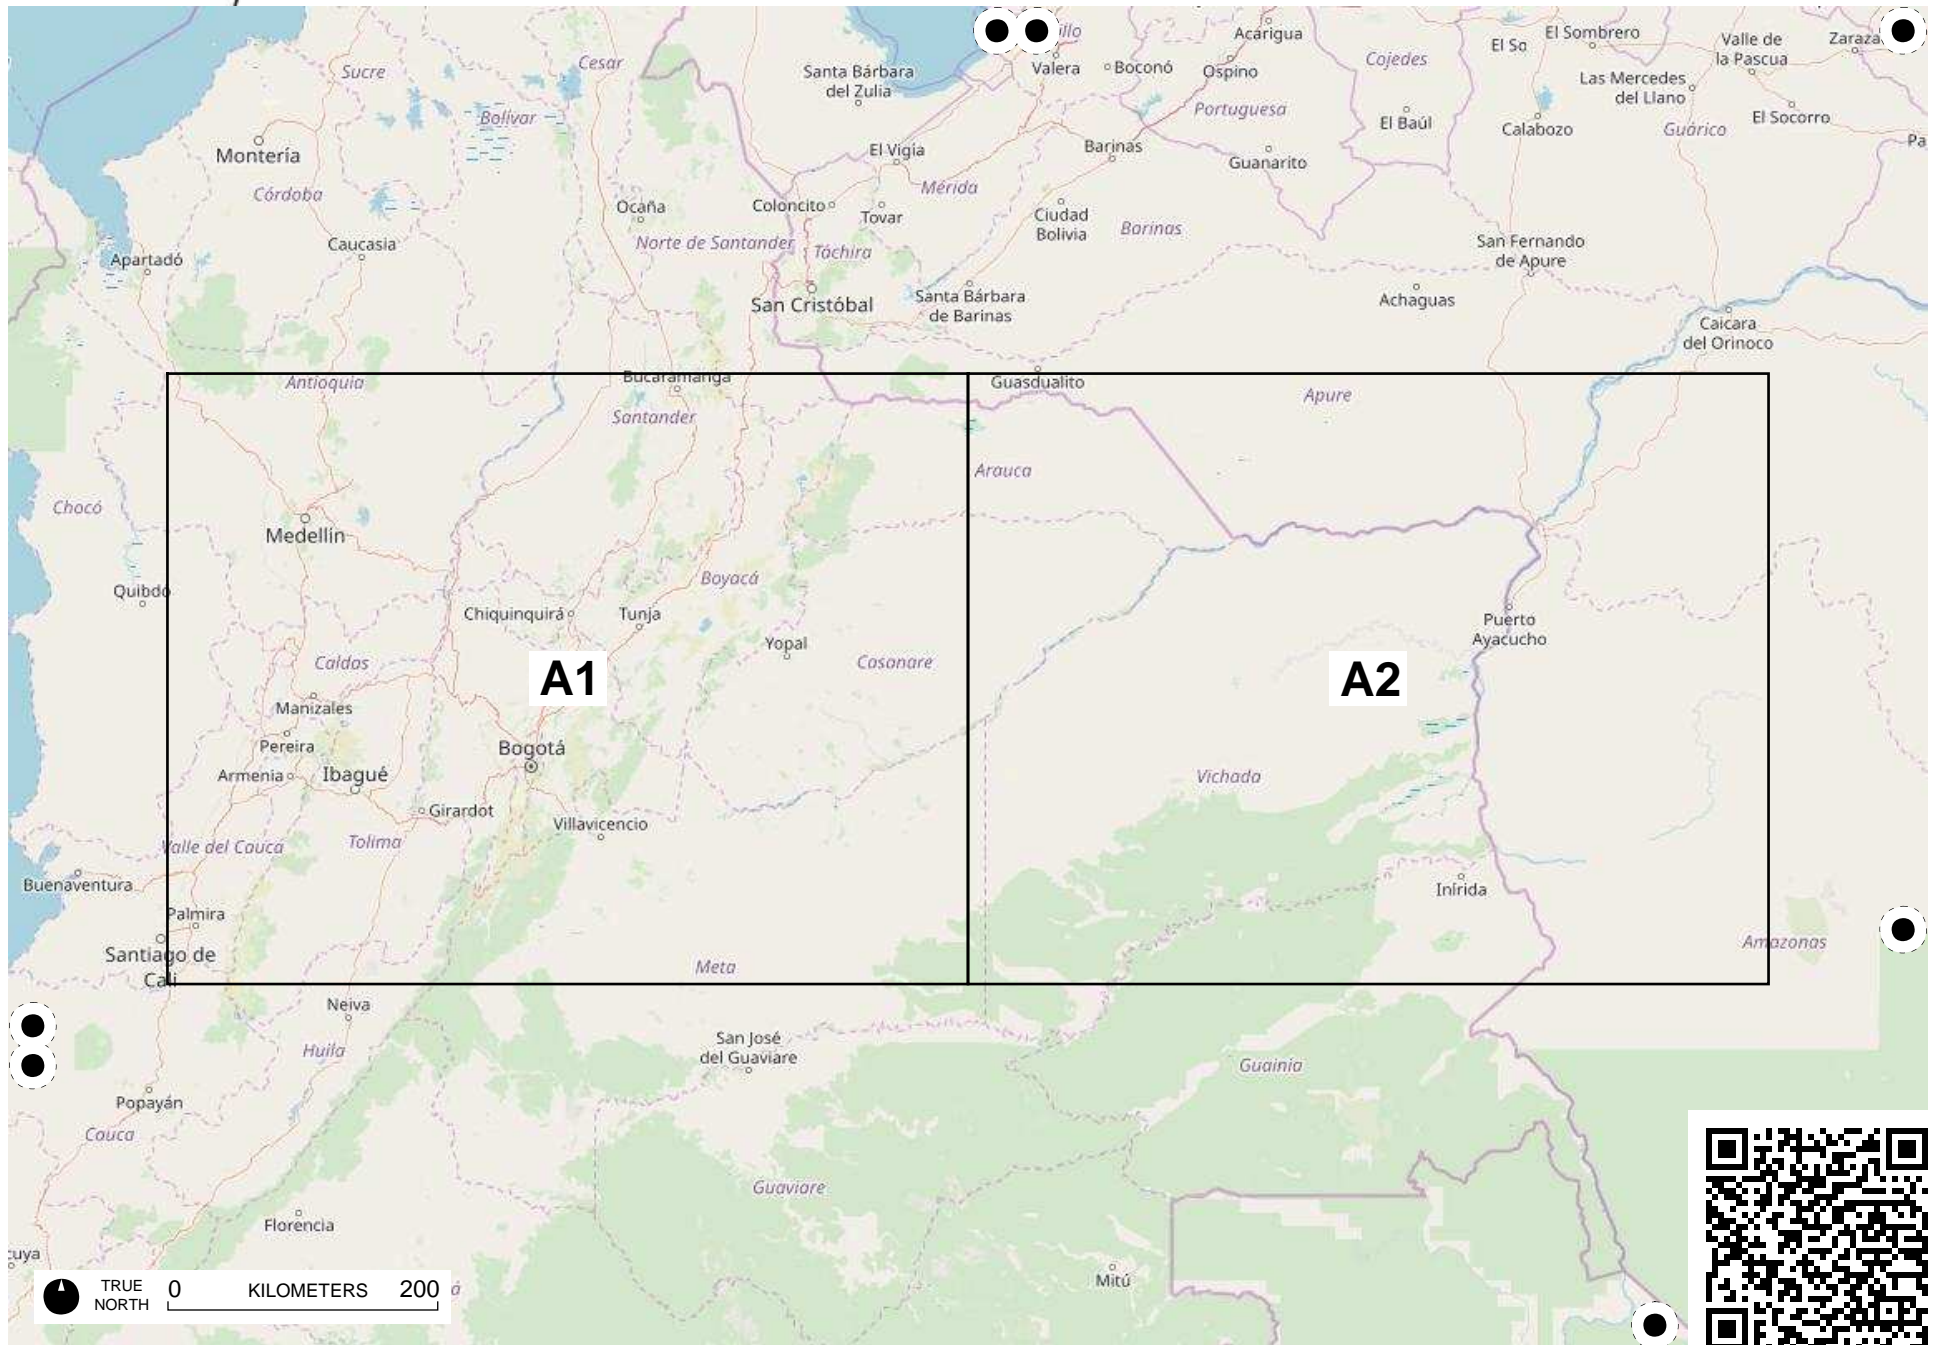 Sucre
Cesar
Santa Bárbara
del Zulia
Valera
Boconó
Acarigua
Ospino
Portuguesa
Cojedes
El Baúl
El So
El Sombrero
Valle de
la Pascua
Zaraza
Las Mercedes
del Llano
El Socorro
Calabozo
Guárico
Pa
Bolívar
Montería
Córdoba
El Vigía
Barinas
Guanarito
Mérida
Ocaña
Coloncito
Tovar
Ciudad
Bolivia
Barinas
Norte de Santander
Táchira
Caucasia
Apartadó
San Fernando
de Apure
San Cristóbal
Santa Bárbara
de Barinas
Achaguas
Caicara
del Orinoco
Antioquia
Bucaramanga
Guasdualito
Apure
Santander
Arauca
Chocó
Medellín
Quibdó
Boyacá
Chiquinquirá
Tunja
Yopal
Puerto
Ayacucho
Caldas
A1
Casanare
A2
Manizales
Pereira
Bogotá
Armenia
Ibagué
Vichada
Girardot
Villavicencio
Valle del Cauca
Tolima
Buenaventura
Inírida
Palmira
Santiago de
Cali
Meta
Amazonas
Neiva
San José
del Guaviare
Huila
Guainía
Popayán
Cauca
Guaviare
Florencia
cuya
Mitú
TRUE
NORTH
0 KILOMETERS 200
á